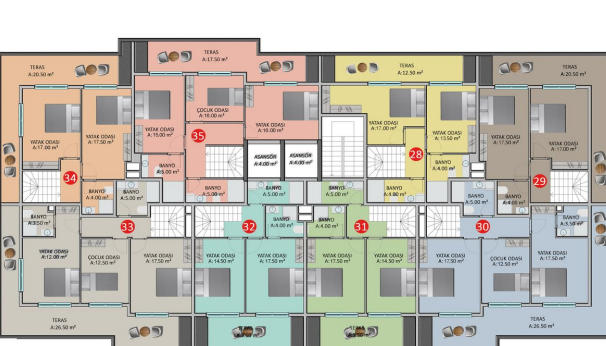 TERAS
A:20.50 m²
TERAS
A:17.50 m²
TERAS
A:12.50 m²
TERAS
A:20.50 m²
YATAK ODASI
A:17.00 m²
YATAK ODASI
A:17.50 m²
YATAK ODASI
A:15.00 m²
ÇOCUK ODASI
A:10.00 m²
YATAK ODASI
A:16.00 m²
YATAK ODASI
A:17.00 m²
YATAK ODASI
A:13.50 m²
YATAK ODASI
A:17.50 m²
YATAK ODASI
A:17.00 m²
35
28
34
29
ASANSÖR
A:4.00 m²
ASANSÖR
A:4.00 m²
BANYO
BANYO
A:4.00 m²
BANYO
A:4.00 m²
BANYO
A:5.00 m²
BANYO
A:5.00 m²
BANYO
A:5.00 m²
BANYO
A:5.00 m²
BANYO
A:4.00 m²
BANYO
A:5.00 m²
BANYO
A:4.00 m²
BANYO
A:3.50 m²
33
32
BANYO
A:4.00 m²
BANYO
A:4.00 m²
31
30
BANYO
A:3.50 m²
YATAK ODASI
A:12.00 m²
ÇOCUK ODASI
A:12.50 m²
YATAK ODASI
A:17.50 m²
YATAK ODASI
A:14.50 m²
YATAK ODASI
A:17.50 m²
YATAK ODASI
A:17.50 m²
YATAK ODASI
A:14.50 m²
YATAK ODASI
A:17.50 m²
ÇOCUK ODASI
A:12.50 m²
YATAK ODASI
A:17.50 m²
TERAS
A:26.50 m²
TERAS
TERAS
A:26.50 m²